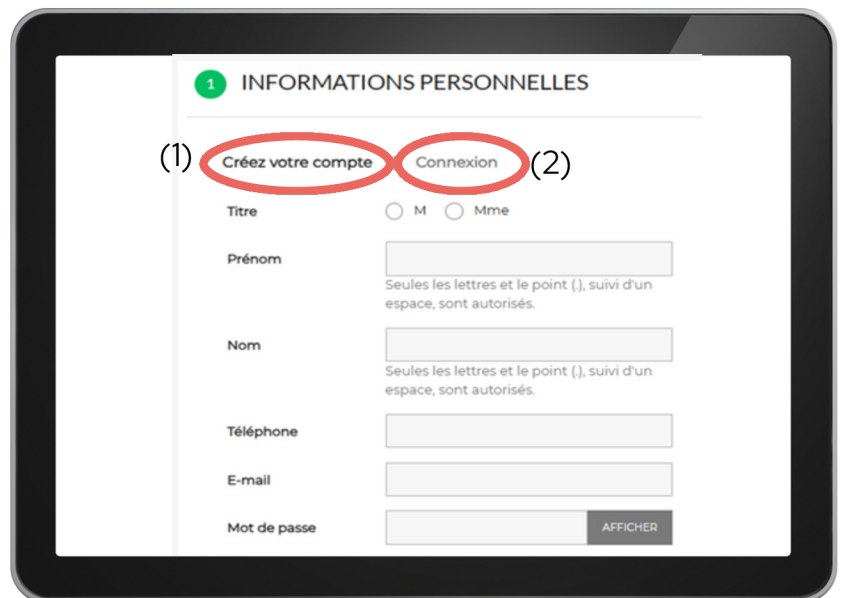 1 INFORMATIONS PERSONNELLES
(1) Créez votre compte Connexion (2)
Titre M Mme
Prénom
Seules les lettres et le point (.), suivi d'un
espace, sont autorisés.
Nom
Seules les lettres et le point (.), suivi d'un
espace, sont autorisés.
Téléphone
E-mail
Mot de passe AFFICHER